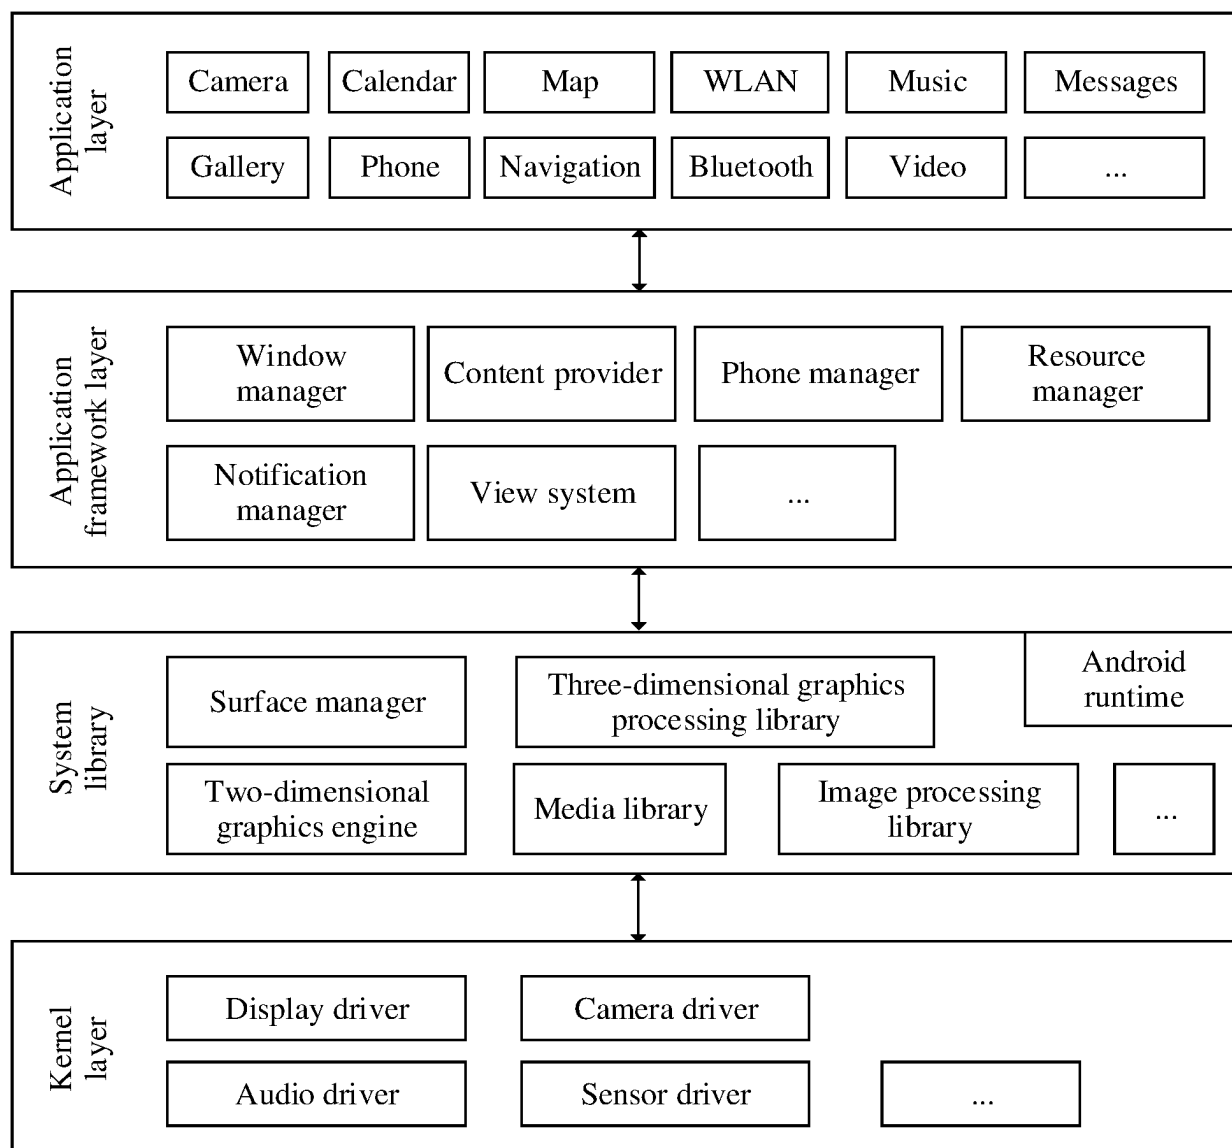 Application
layer
Camera
Calendar
Map
WLAN
Music
Messages
Gallery
Phone
Navigation
Bluetooth
Video
...
Application
framework layer
Window
manager
Content provider
Phone manager
Resource
manager
Notification
manager
View system
...
System
library
Surface manager
Three-dimensional graphics
processing library
Android
runtime
Two-dimensional
graphics engine
Media library
Image processing
library
...
Kernel
layer
Display driver
Camera driver
Audio driver
Sensor driver
...